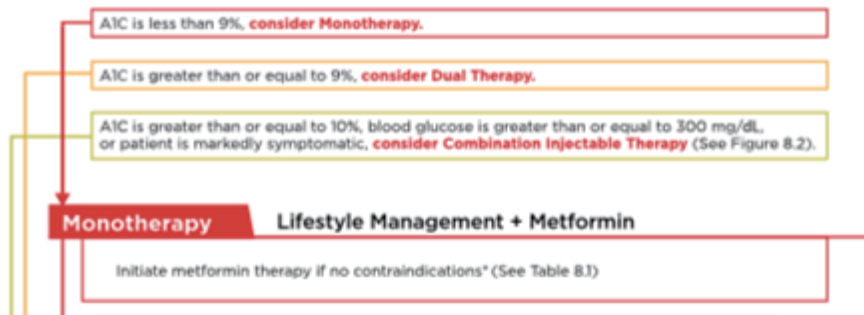 A1C is less than 9%, consider Monotherapy.
A1C is greater than or equal to 9%, consider Dual Therapy.
A1C is greater than or equal to 10%, blood glucose is greater than or equal to 300 mg/dL,
or patient is markedly symptomatic, consider Combination Injectable Therapy (See Figure 8.2).
Monotherapy Lifestyle Management + Metformin
Initiate metformin therapy if no contraindications* (See Table 8.1)